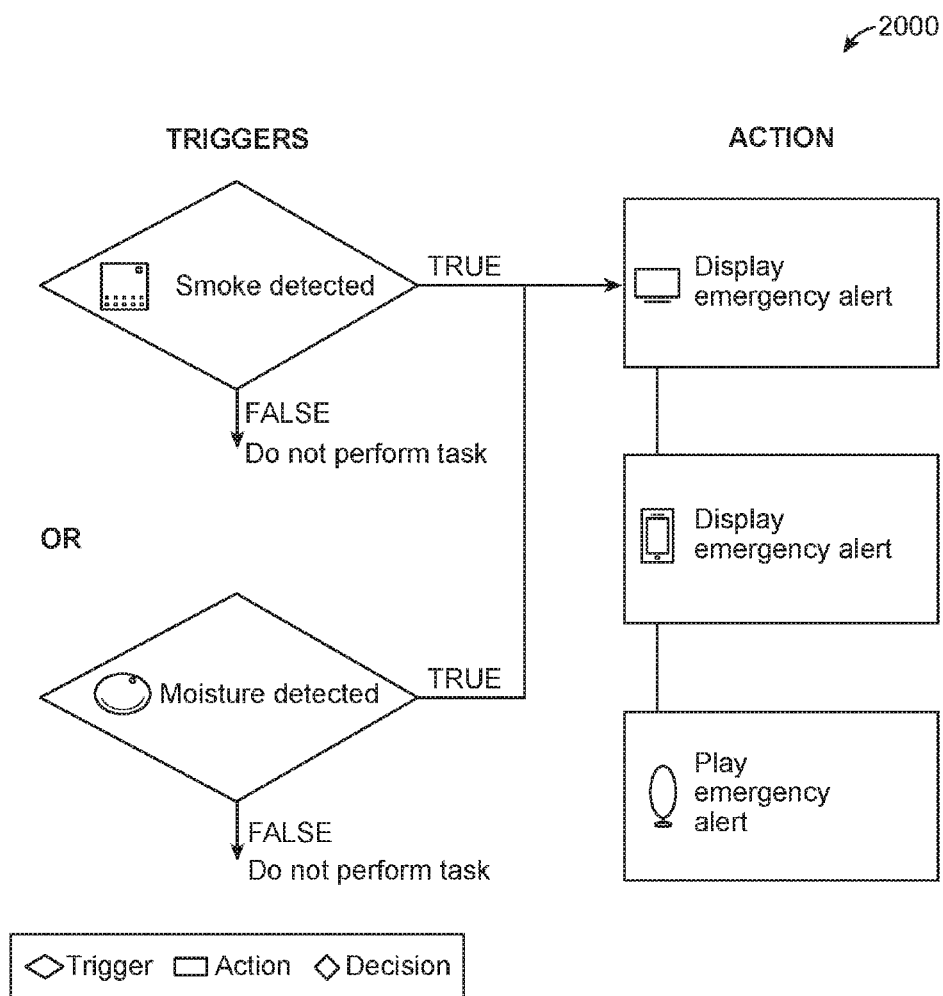 2000
TRIGGERS
ACTION
Smoke detected
TRUE
FALSE
Do not perform task
OR
Moisture detected
TRUE
FALSE
Do not perform task
Display
emergency alert
Display
emergency alert
Play
emergency
alert
Trigger Action Decision